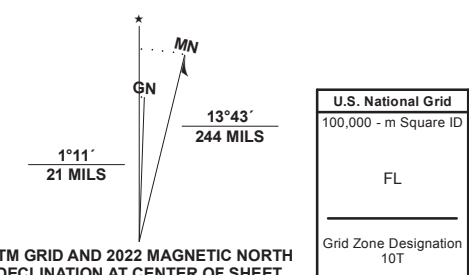 ★
MN
GN
13°43´
244 MILS
1°11´
21 MILS
TM GRID AND 2022 MAGNETIC NORTH
DECLINATION AT CENTER OF SHEET
U.S. National Grid
100,000 - m Square ID
FL
Grid Zone Designation
10T